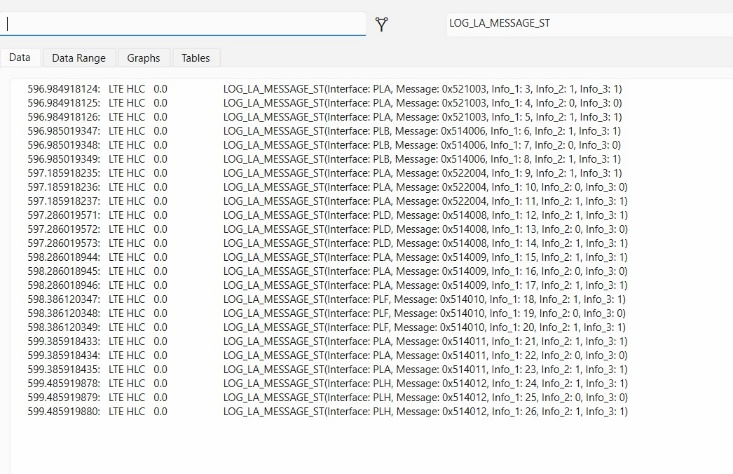 LOG_LA_MESSAGE_ST
Data Data Range Graphs Tables
596.984918124: LTE HLC 0.0 LOG_LA_MESSAGE_ST(Interface: PLA, Message: 0x521003, Info_1: 3, Info_2: 1, Info_3: 1)
596.984918125: LTE HLC 0.0 LOG_LA_MESSAGE_ST(Interface: PLA, Message: 0x521003, Info_1: 4, Info_2: 0, Info_3: 0)
596.984918126: LTE HLC 0.0 LOG_LA_MESSAGE_ST(Interface: PLA, Message: 0x521003, Info_1: 5, Info_2: 1, Info_3: 1)
596.985019347: LTE HLC 0.0 LOG_LA_MESSAGE_ST(Interface: PLB, Message: 0x514006, Info_1: 6, Info_2: 1, Info_3: 1)
596.985019348: LTE HLC 0.0 LOG_LA_MESSAGE_ST(Interface: PLB, Message: 0x514006, Info_1: 7, Info_2: 0, Info_3: 0)
596.985019349: LTE HLC 0.0 LOG_LA_MESSAGE_ST(Interface: PLB, Message: 0x514006, Info_1: 8, Info_2: 1, Info_3: 1)
597.185918235: LTE HLC 0.0 LOG_LA_MESSAGE_ST(Interface: PLA, Message: 0x522004, Info_1: 9, Info_2: 1, Info_3: 1)
597.185918236: LTE HLC 0.0 LOG_LA_MESSAGE_ST(Interface: PLA, Message: 0x522004, Info_1: 10, Info_2: 0, Info_3: 0)
597.185918237: LTE HLC 0.0 LOG_LA_MESSAGE_ST(Interface: PLA, Message: 0x522004, Info_1: 11, Info_2: 1, Info_3: 1)
597.286019571: LTE HLC 0.0 LOG_LA_MESSAGE_ST(Interface: PLD, Message: 0x514008, Info_1: 12, Info_2: 1, Info_3: 1)
597.286019572: LTE HLC 0.0 LOG_LA_MESSAGE_ST(Interface: PLD, Message: 0x514008, Info_1: 13, Info_2: 0, Info_3: 0)
597.286019573: LTE HLC 0.0 LOG_LA_MESSAGE_ST(Interface: PLD, Message: 0x514008, Info_1: 14, Info_2: 1, Info_3: 1)
598.286018944: LTE HLC 0.0 LOG_LA_MESSAGE_ST(Interface: PLA, Message: 0x514009, Info_1: 15, Info_2: 1, Info_3: 1)
598.286018945: LTE HLC 0.0 LOG_LA_MESSAGE_ST(Interface: PLA, Message: 0x514009, Info_1: 16, Info_2: 0, Info_3: 0)
598.286018946: LTE HLC 0.0 LOG_LA_MESSAGE_ST(Interface: PLA, Message: 0x514009, Info_1: 17, Info_2: 1, Info_3: 1)
598.386120347: LTE HLC 0.0 LOG_LA_MESSAGE_ST(Interface: PLF, Message: 0x514010, Info_1: 18, Info_2: 1, Info_3: 1)
598.386120348: LTE HLC 0.0 LOG_LA_MESSAGE_ST(Interface: PLF, Message: 0x514010, Info_1: 19, Info_2: 0, Info_3: 0)
598.386120349: LTE HLC 0.0 LOG_LA_MESSAGE_ST(Interface: PLF, Message: 0x514010, Info_1: 20, Info_2: 1, Info_3: 1)
599.385918433: LTE HLC 0.0 LOG_LA_MESSAGE_ST(Interface: PLA, Message: 0x514011, Info_1: 21, Info_2: 1, Info_3: 1)
599.385918434: LTE HLC 0.0 LOG_LA_MESSAGE_ST(Interface: PLA, Message: 0x514011, Info_1: 22, Info_2: 0, Info_3: 0)
599.385918435: LTE HLC 0.0 LOG_LA_MESSAGE_ST(Interface: PLA, Message: 0x514011, Info_1: 23, Info_2: 1, Info_3: 1)
599.485919878: LTE HLC 0.0 LOG_LA_MESSAGE_ST(Interface: PLH, Message: 0x514012, Info_1: 24, Info_2: 1, Info_3: 1)
599.485919879: LTE HLC 0.0 LOG_LA_MESSAGE_ST(Interface: PLH, Message: 0x514012, Info_1: 25, Info_2: 0, Info_3: 0)
599.485919880: LTE HLC 0.0 LOG_LA_MESSAGE_ST(Interface: PLH, Message: 0x514012, Info_1: 26, Info_2: 1, Info_3: 1)